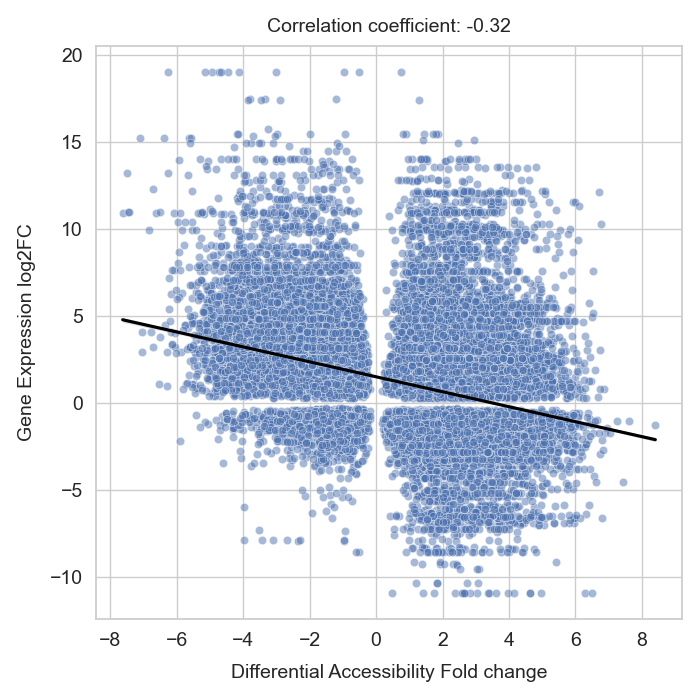 Correlation coefficient: -0.32
20
15
10
5
0
−5
−10
Gene Expression log2FC
−8 −6 −4 −2 0 2 4 6 8
Differential Accessibility Fold change